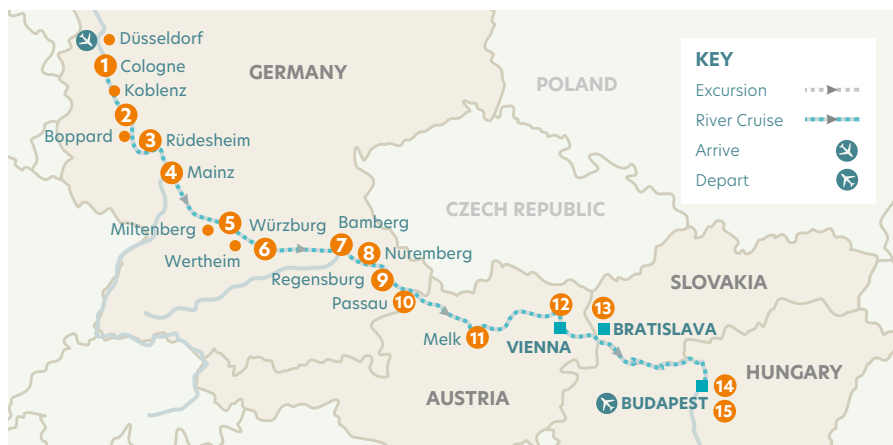 Düsseldorf
1
Cologne
GERMANY
Koblenz
2
Boppard
3
Rüdesheim
4
Mainz
POLAND
KEY
Excursion
River Cruise
Arrive
Depart
CZECH REPUBLIC
Miltenberg
5
Würzburg
Wertheim
6
Bamberg
7
8
Nuremberg
Regensburg
9
Passau
10
SLOVAKIA
Melk
11
12
VIENNA
13
BRATISLAVA
AUSTRIA
HUNGARY
BUDAPEST
14
15